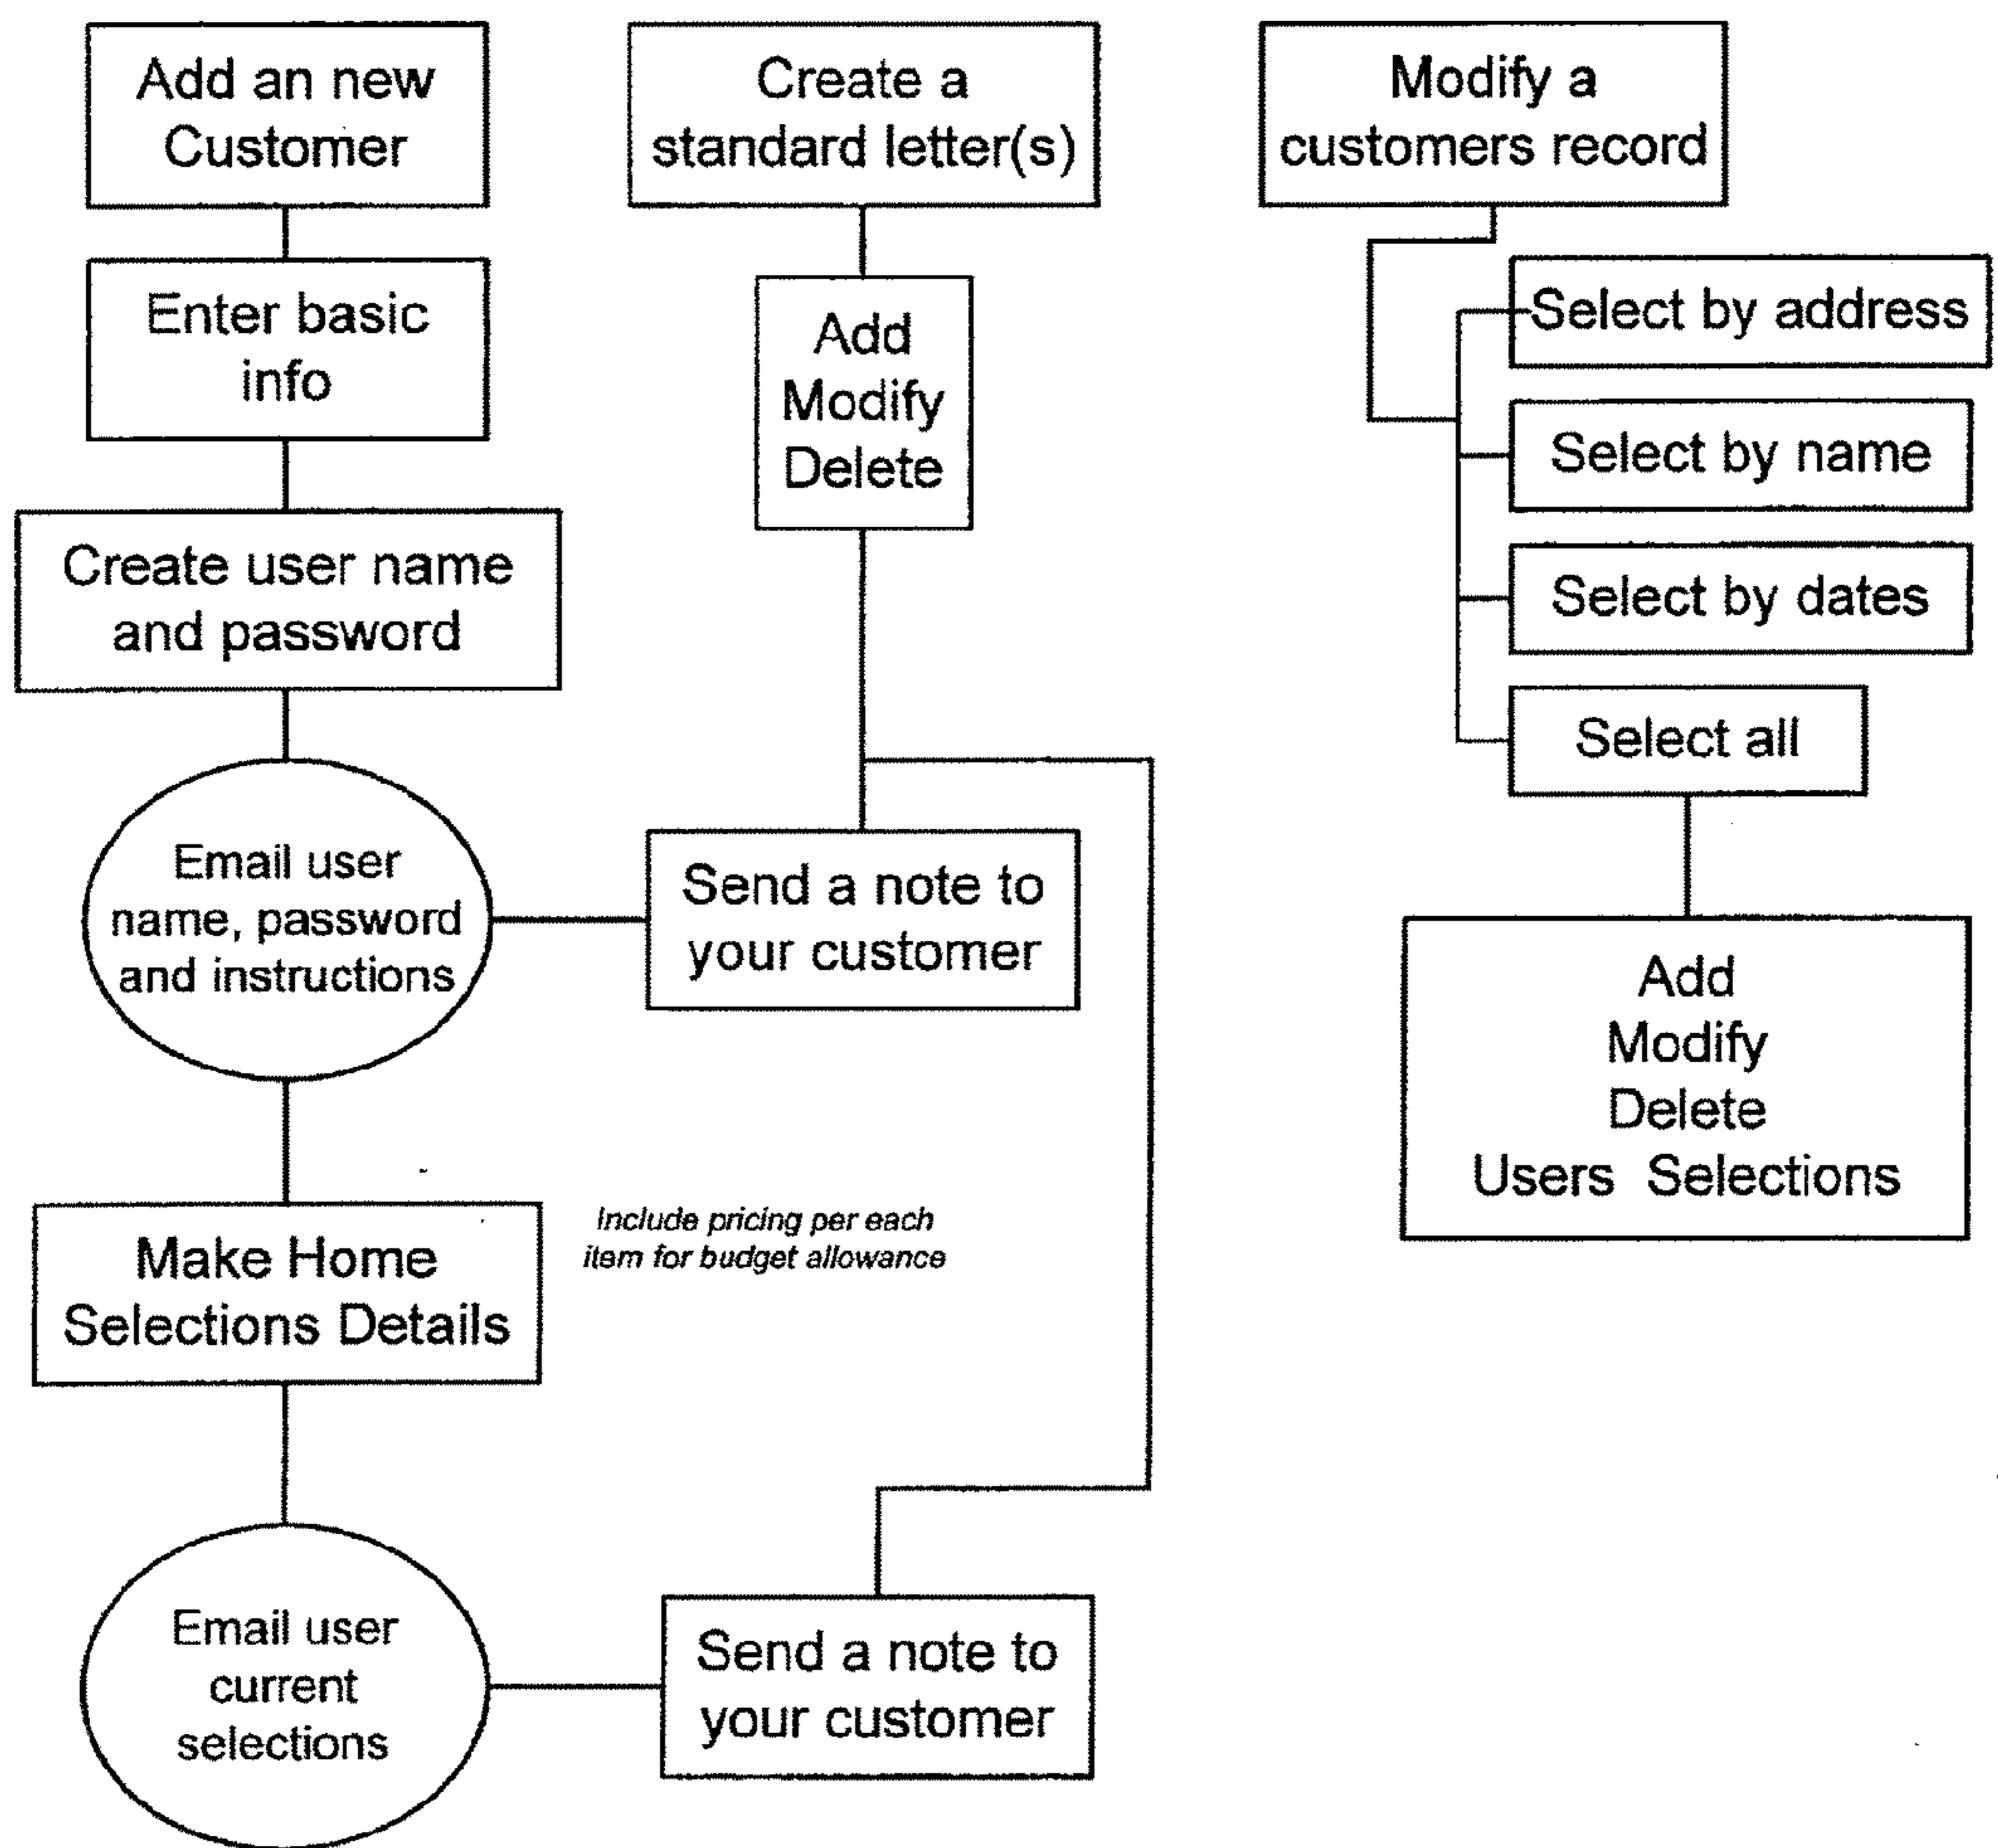 Add an new
Customer
Enter basic
info
Create user name
and password
Email user
name, password
and instructions
Make Home
Selections Details
Email user
current
selections
Create a
standard letter(s)
Add
Modify
Delete
Send a note to
your customer
Include pricing per each
item for budget allowance
Send a note to
your customer
Modify a
customers record
Select by address
Select by name
Select by dates
Select all
Add
Modify
Delete
Users Selections